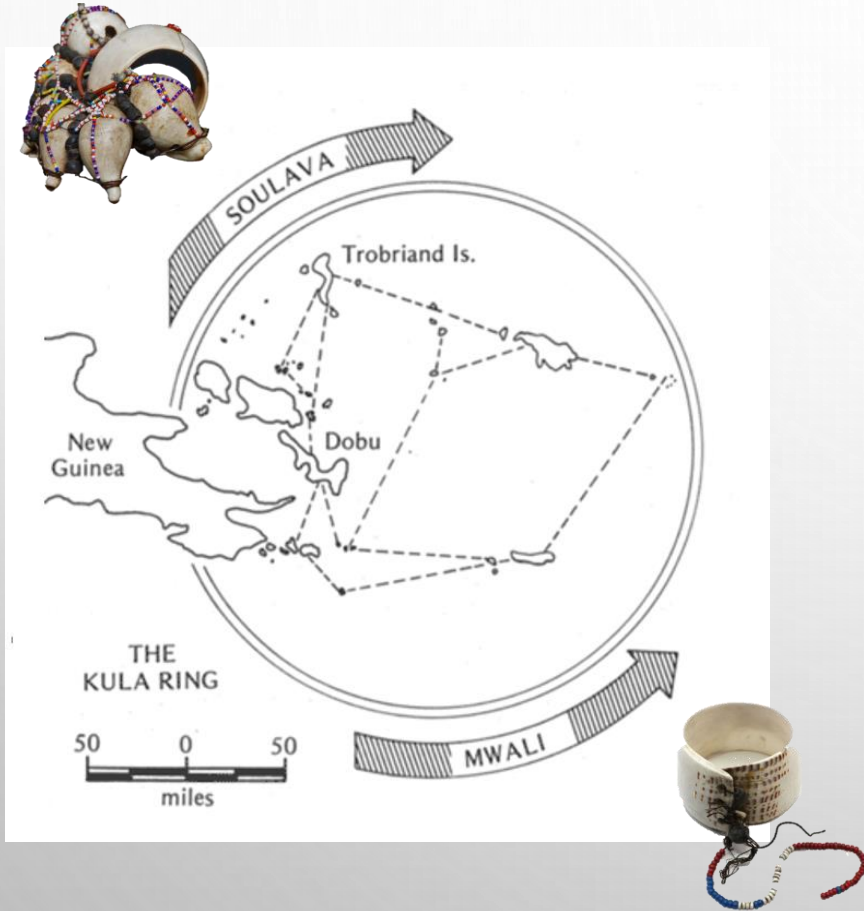 SOULAVA
Trobriand Is.
New
Guinea
Dobu
THE
KULA RING
50 0 50
miles
MWALI